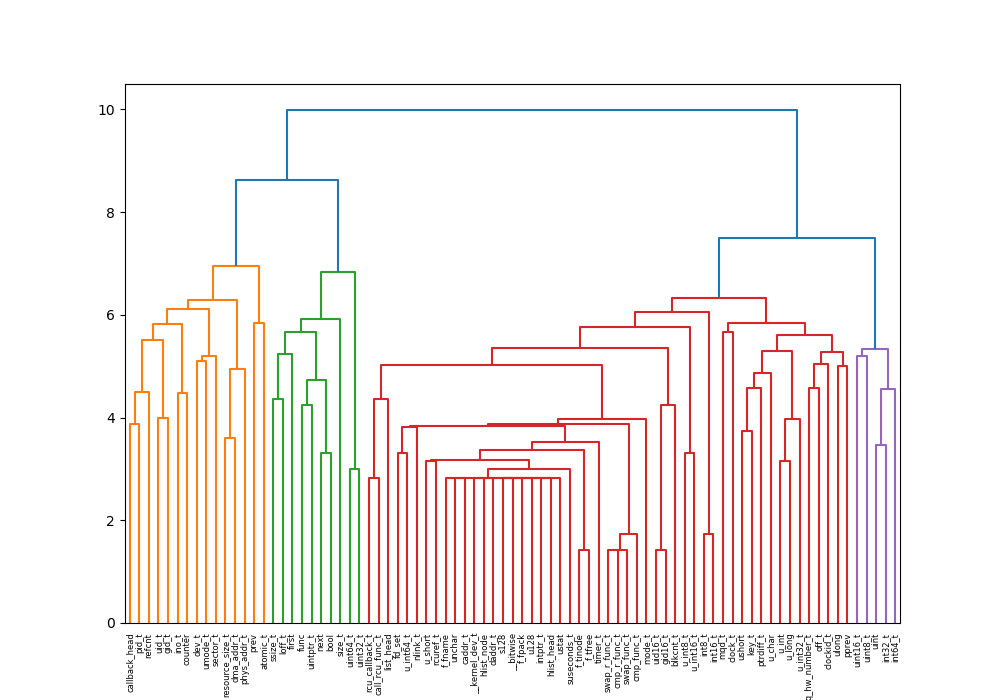 10
8
6
4
2
0
callback_head
pid_t
refcnt
uid_t
gid_t
ino_t
counter
dev_t
umode_t
sector_t
resource_size_t
dma_addr_t
phys_addr_t
prev
atomic_t
ssize_t
loff_t
first
func
uintptr_t
next
bool
size_t
uint64_t
uint32_t
rcu_callback_t
call_rcu_func_t
list_head
fd_set
u_int64_t
nlink_t
u_short
rcuref_t
f_fname
unchar
caddr_t
__kernel_dev_t
hlist_node
daddr_t
s128
__bitwise
f_fpack
u128
intptr_t
hlist_head
ustat
suseconds_t
f_tinode
f_tfree
timer_t
swap_r_func_t
cmp_r_func_t
swap_func_t
cmp_func_t
mode_t
uid16_t
gid16_t
blkcnt_t
u_int8_t
u_int16_t
int8_t
int16_t
mqd_t
clock_t
ushort
key_t
ptrdiff_t
u_char
u_int
u_long
u_int32_t
off_t
clockid_t
ulong
pprev
uint16_t
uint8_t
uint
int32_t
int64_t